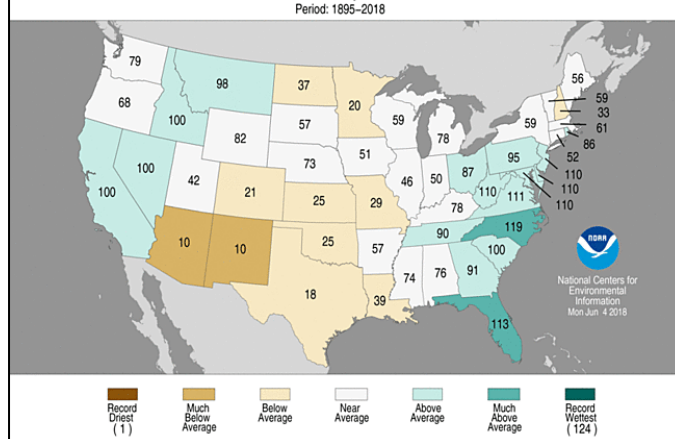 Period: 1895–2018
79
98
37
20
56
68
100
57
59
78
59
59
33
61
86
52
82
51
95
110
110
110
100
100
42
73
46
50
87
110
111
21
25
29
78
10
10
25
57
90
119
18
74
76
91
100
39
113
NOAA
National Centers for
Environmental
Information
Mon Jun 4 2018
Record
Driest
(1)
Much
Below
Average
Below
Average
Near
Average
Above
Average
Much
Above
Average
Record
Wettest
(124)